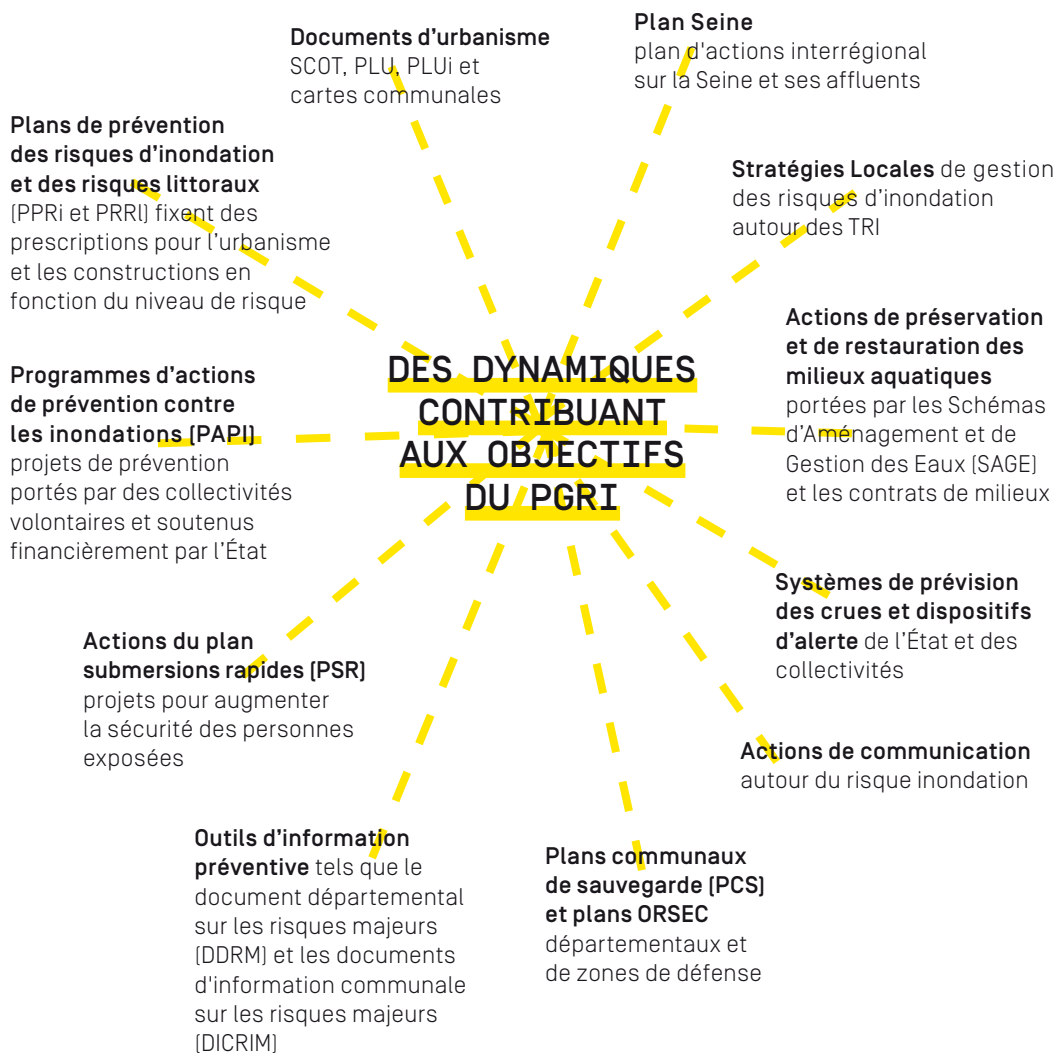 Documents d’urbanisme
SCOT, PLU, PLUi et
cartes communales
Plan Seine
plan d'actions interrégional
sur la Seine et ses affluents
Plans de prévention
des risques d’inondation
et des risques littoraux
(PPRi et PRRl) fixent des
prescriptions pour l’urbanisme
et les constructions en
fonction du niveau de risque
Stratégies Locales de gestion
des risques d’inondation
autour des TRI
DES DYNAMIQUES
CONTRIBUANT
AUX OBJECTIFS
DU PGRI
Programmes d’actions
de prévention contre
les inondations (PAPI)
projets de prévention
portés par des collectivités
volontaires et soutenus
financièrement par l’État
Actions de préservation
et de restauration des
milieux aquatiques
portées par les Schémas
d’Aménagement et de
Gestion des Eaux (SAGE)
et les contrats de milieux
Systèmes de prévision
des crues et dispositifs
d’alerte de l’État et des
collectivités
Actions du plan
submersions rapides (PSR)
projets pour augmenter
la sécurité des personnes
exposées
Actions de communication
autour du risque inondation
Outils d’information
préventive tels que le
document départemental
sur les risques majeurs
(DDRM) et les documents
d'information communale
sur les risques majeurs
(DICRIM)
Plans communaux
de sauvegarde (PCS)
et plans ORSEC
départementaux et
de zones de défense